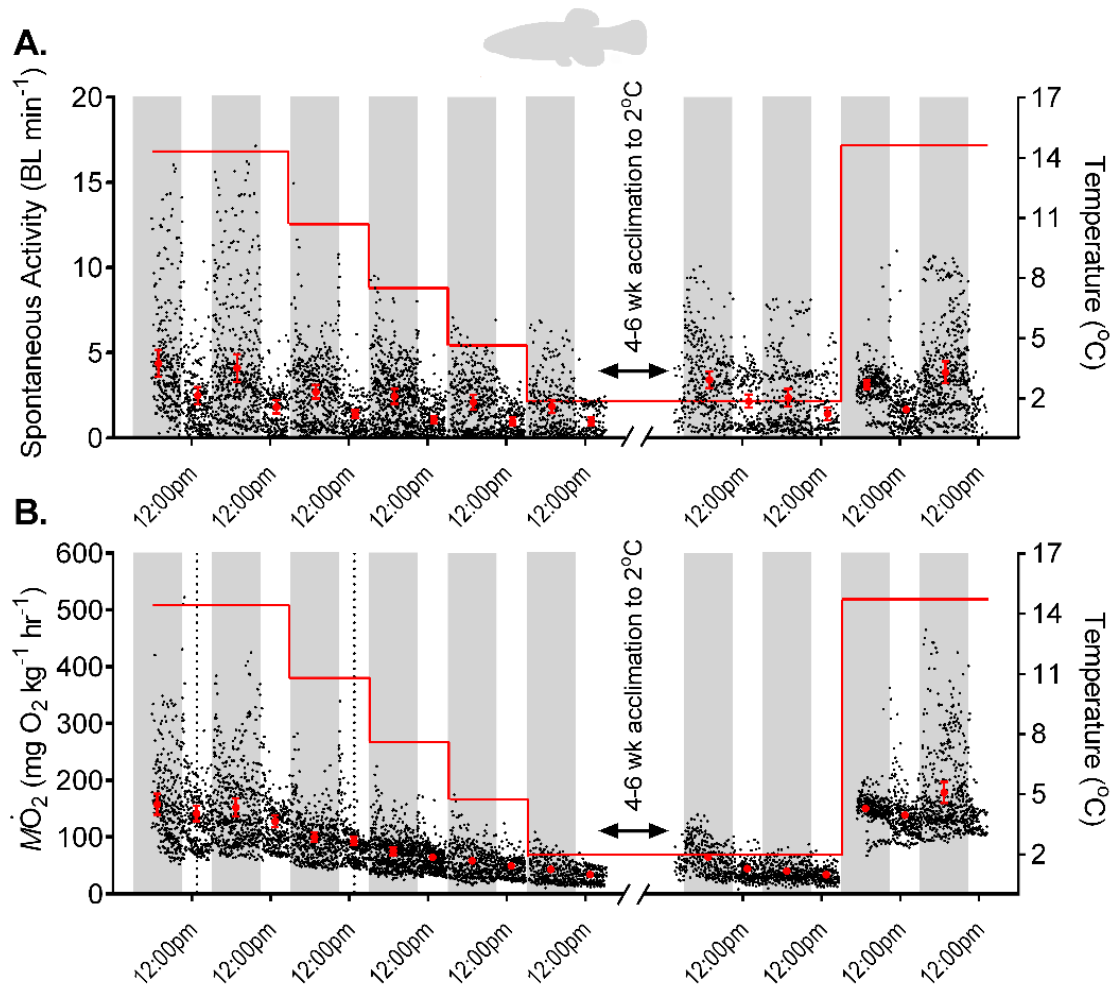 A.
Spontaneous Activity (BL min⁻¹)
20
15
10
5
0
4-6 wk acclimation to 2°C
17
14
11
8
5
2
Temperature (°C)
12:00pm 12:00pm 12:00pm 12:00pm 12:00pm 12:00pm 12:00pm 12:00pm 12:00pm 12:00pm
B.
ṀO₂ (mg O₂ kg⁻¹ hr⁻¹)
600
500
400
300
200
100
0
4-6 wk acclimation to 2°C
17
14
11
8
5
2
Temperature (°C)
12:00pm 12:00pm 12:00pm 12:00pm 12:00pm 12:00pm 12:00pm 12:00pm 12:00pm 12:00pm